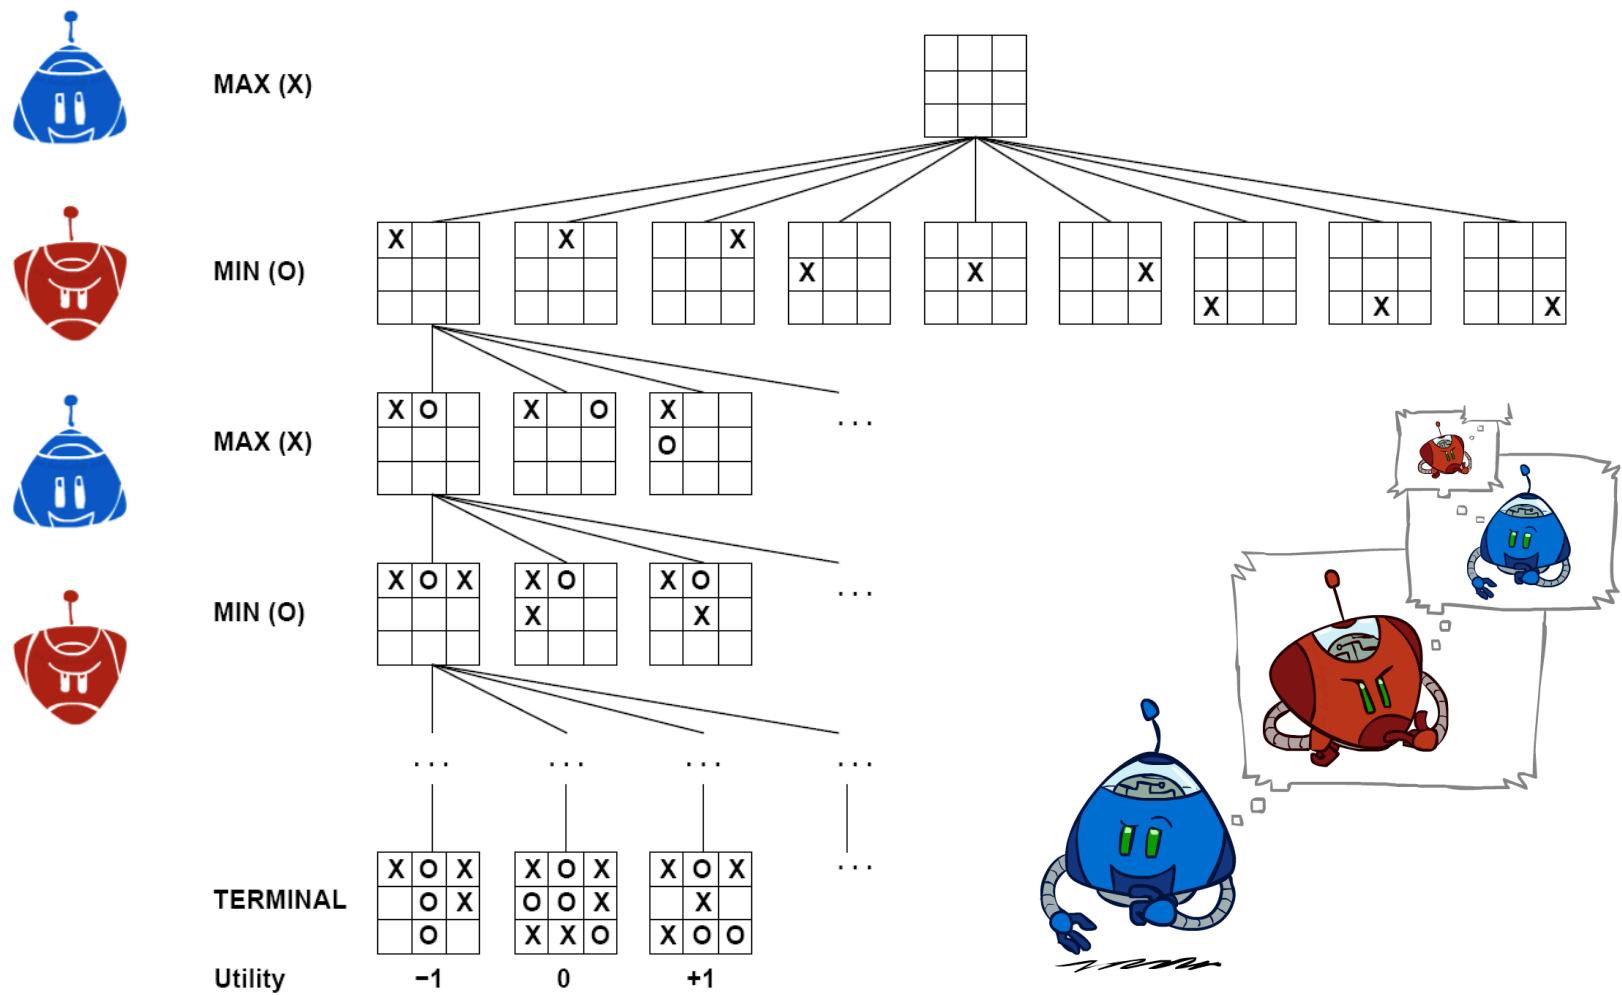 MAX (X)
MIN (O)
X X X X X X X X X
MAX (X)
X O X O X
O
...
MIN (O)
X O X X O X O
X X
...
... ... ... ...
TERMINAL
X O X X O X X O X
O X O O X X
O X X O X O O
...
Utility −1 0 +1